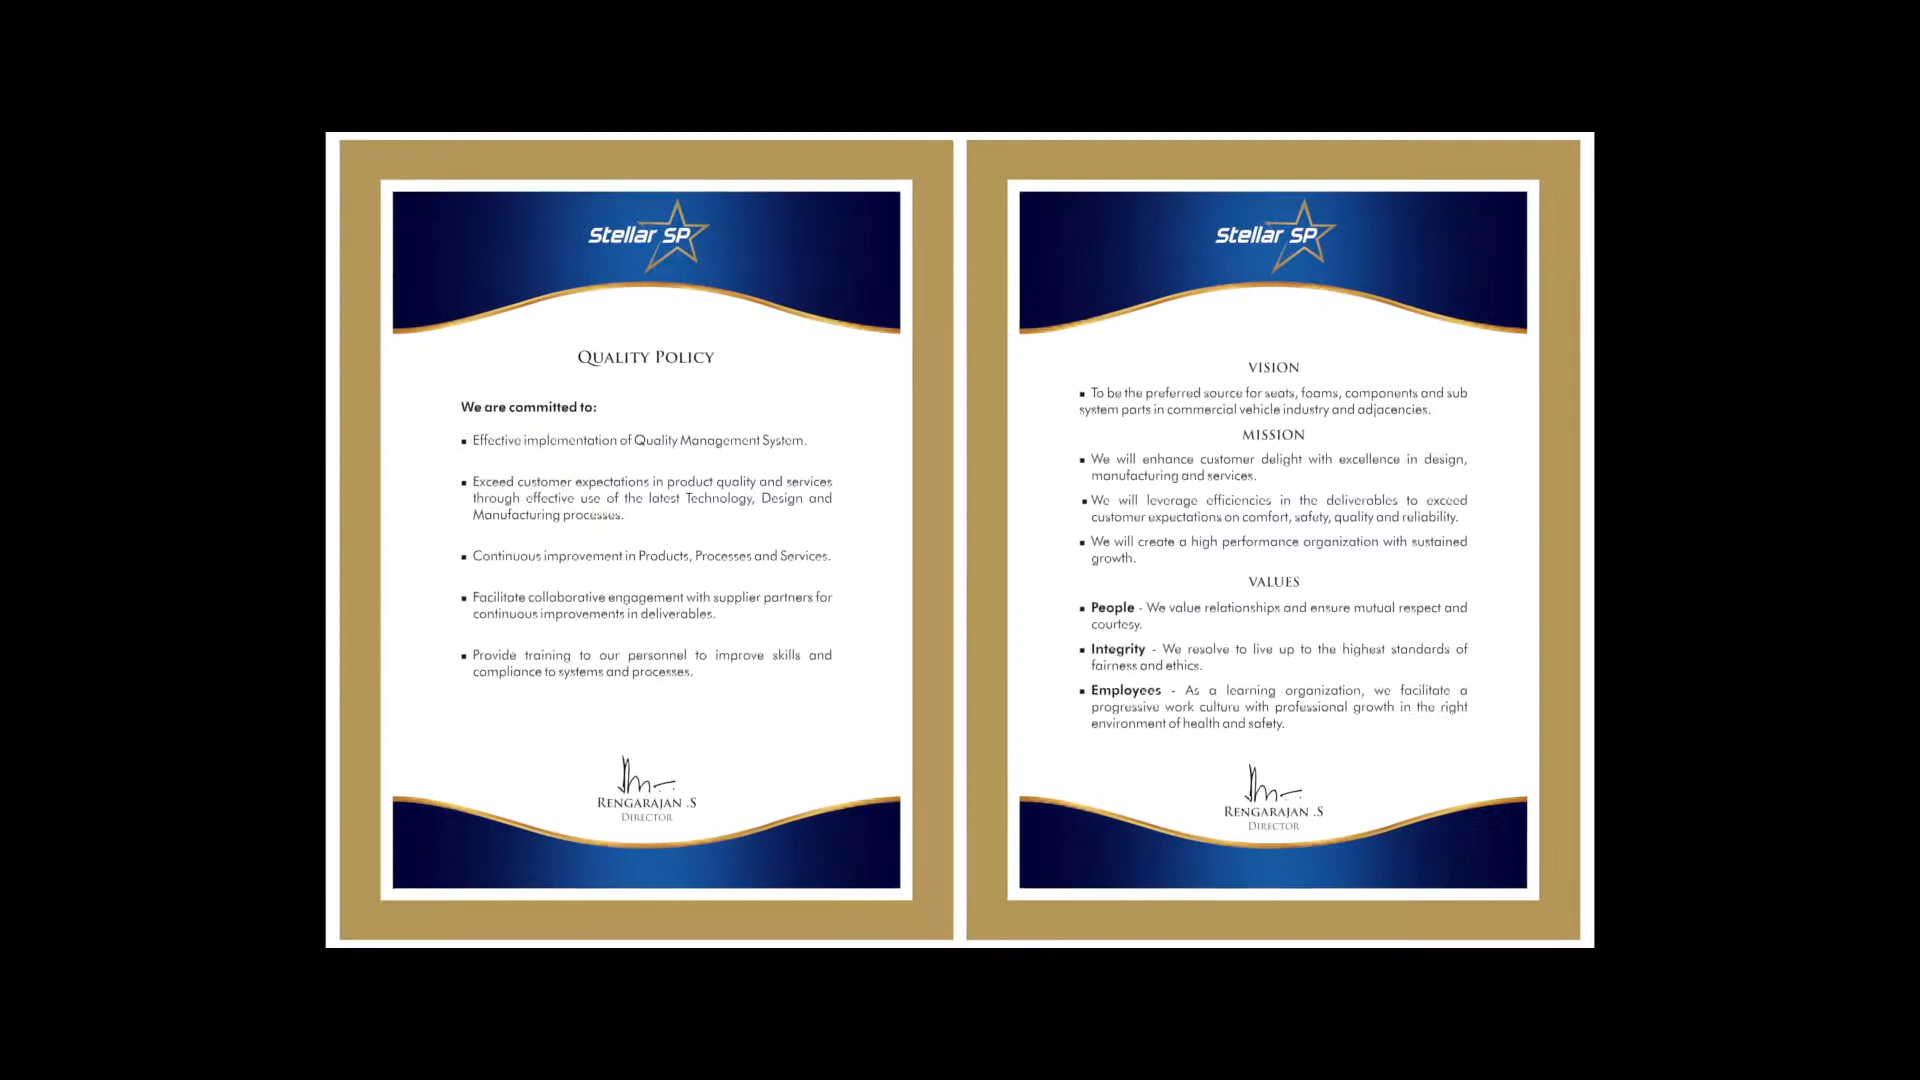 Stellar SP
QUALITY POLICY
We are committed to:
▪ Effective implementation of Quality Management System.
▪ Exceed customer expectations in product quality and services
through effective use of the latest Technology, Design and
Manufacturing processes.
▪ Continuous improvement in Products, Processes and Services.
▪ Facilitate collaborative engagement with supplier partners for
continuous improvements in deliverables.
▪ Provide training to our personnel to improve skills and
compliance to systems and processes.
RENGARAJAN .S
DIRECTOR
Stellar SP
VISION
▪ To be the preferred source for seats, foams, components and sub
system parts in commercial vehicle industry and adjacencies.
MISSION
▪ We will enhance customer delight with excellence in design,
manufacturing and services.
▪ We will leverage efficiencies in the deliverables to exceed
customer expectations on comfort, safety, quality and reliability.
▪ We will create a high performance organization with sustained
growth.
VALUES
▪ People - We value relationships and ensure mutual respect and
courtesy.
▪ Integrity - We resolve to live up to the highest standards of
fairness and ethics.
▪ Employees - As a learning organization, we facilitate a
progressive work culture with professional growth in the right
environment of health and safety.
RENGARAJAN .S
DIRECTOR